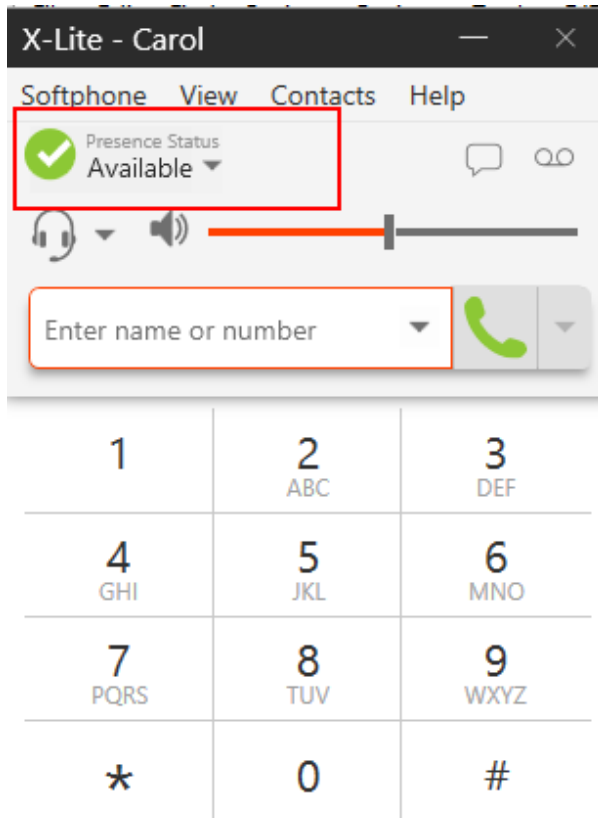 X-Lite - Carol
Softphone View Contacts Help
Presence Status
Available
Enter name or number
1 2 3
ABC DEF
4 5 6
GHI JKL MNO
7 8 9
PQRS TUV WXYZ
* 0 #